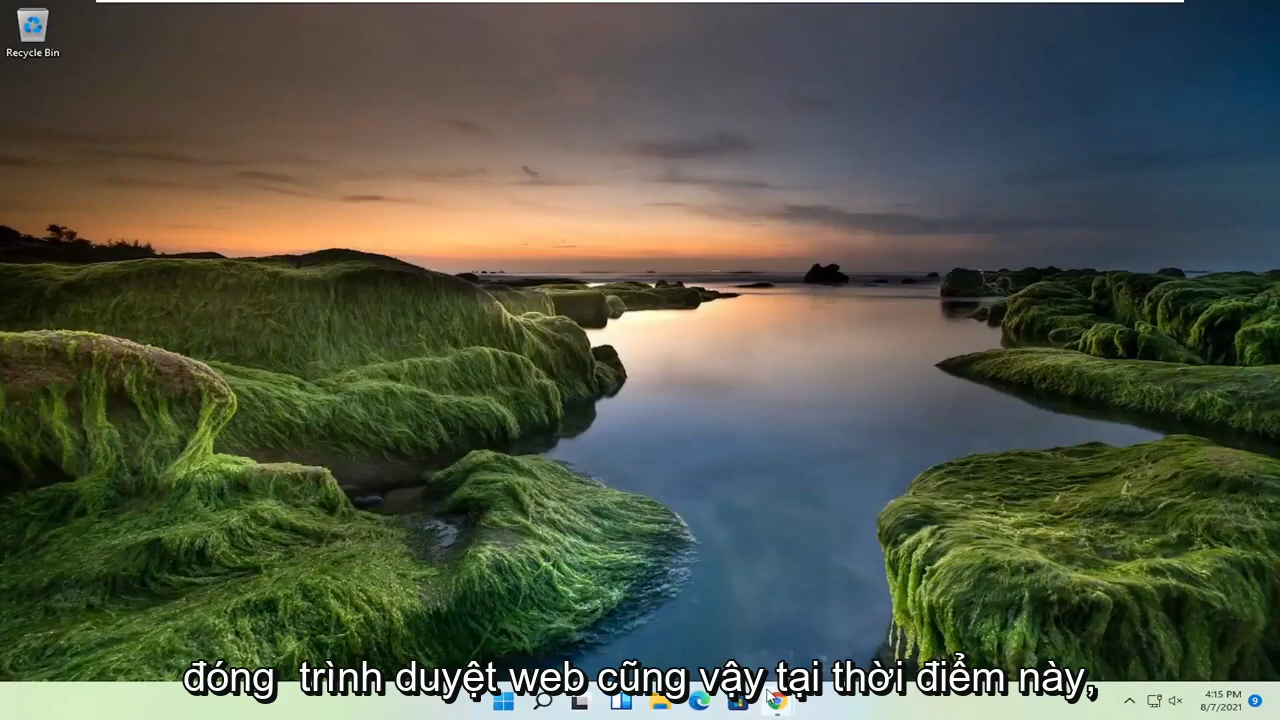 Recycle Bin
đóng trình duyệt web cũng vậy tại thời điểm này,
4:15 PM
8/7/2021
9